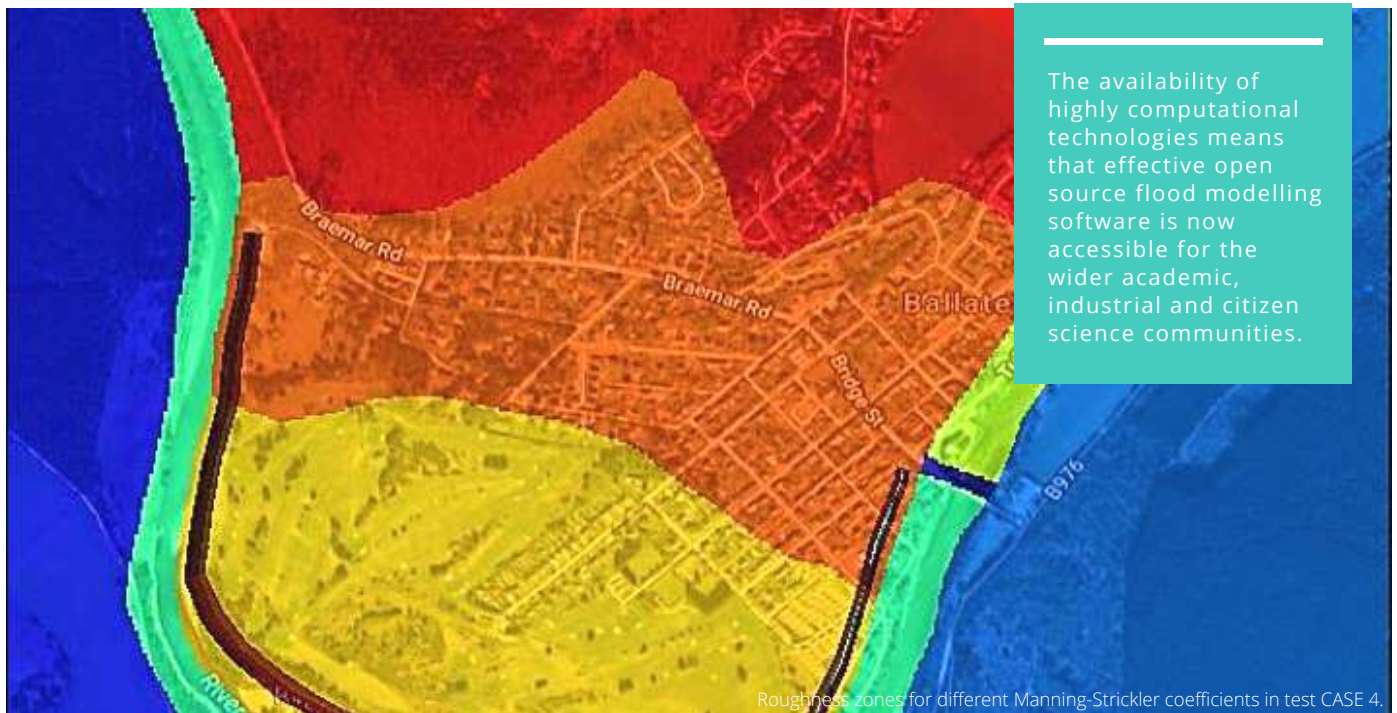 The availability of
highly computational
technologies means
that effective open
source flood modelling
software is now
accessible for the
wider academic,
industrial and citizen
science communities.
Braemar Rd
Braemar Rd
Ballate
Bridge St
B976
River
Roughness zones for different Manning-Strickler coefficients in test CASE 4.